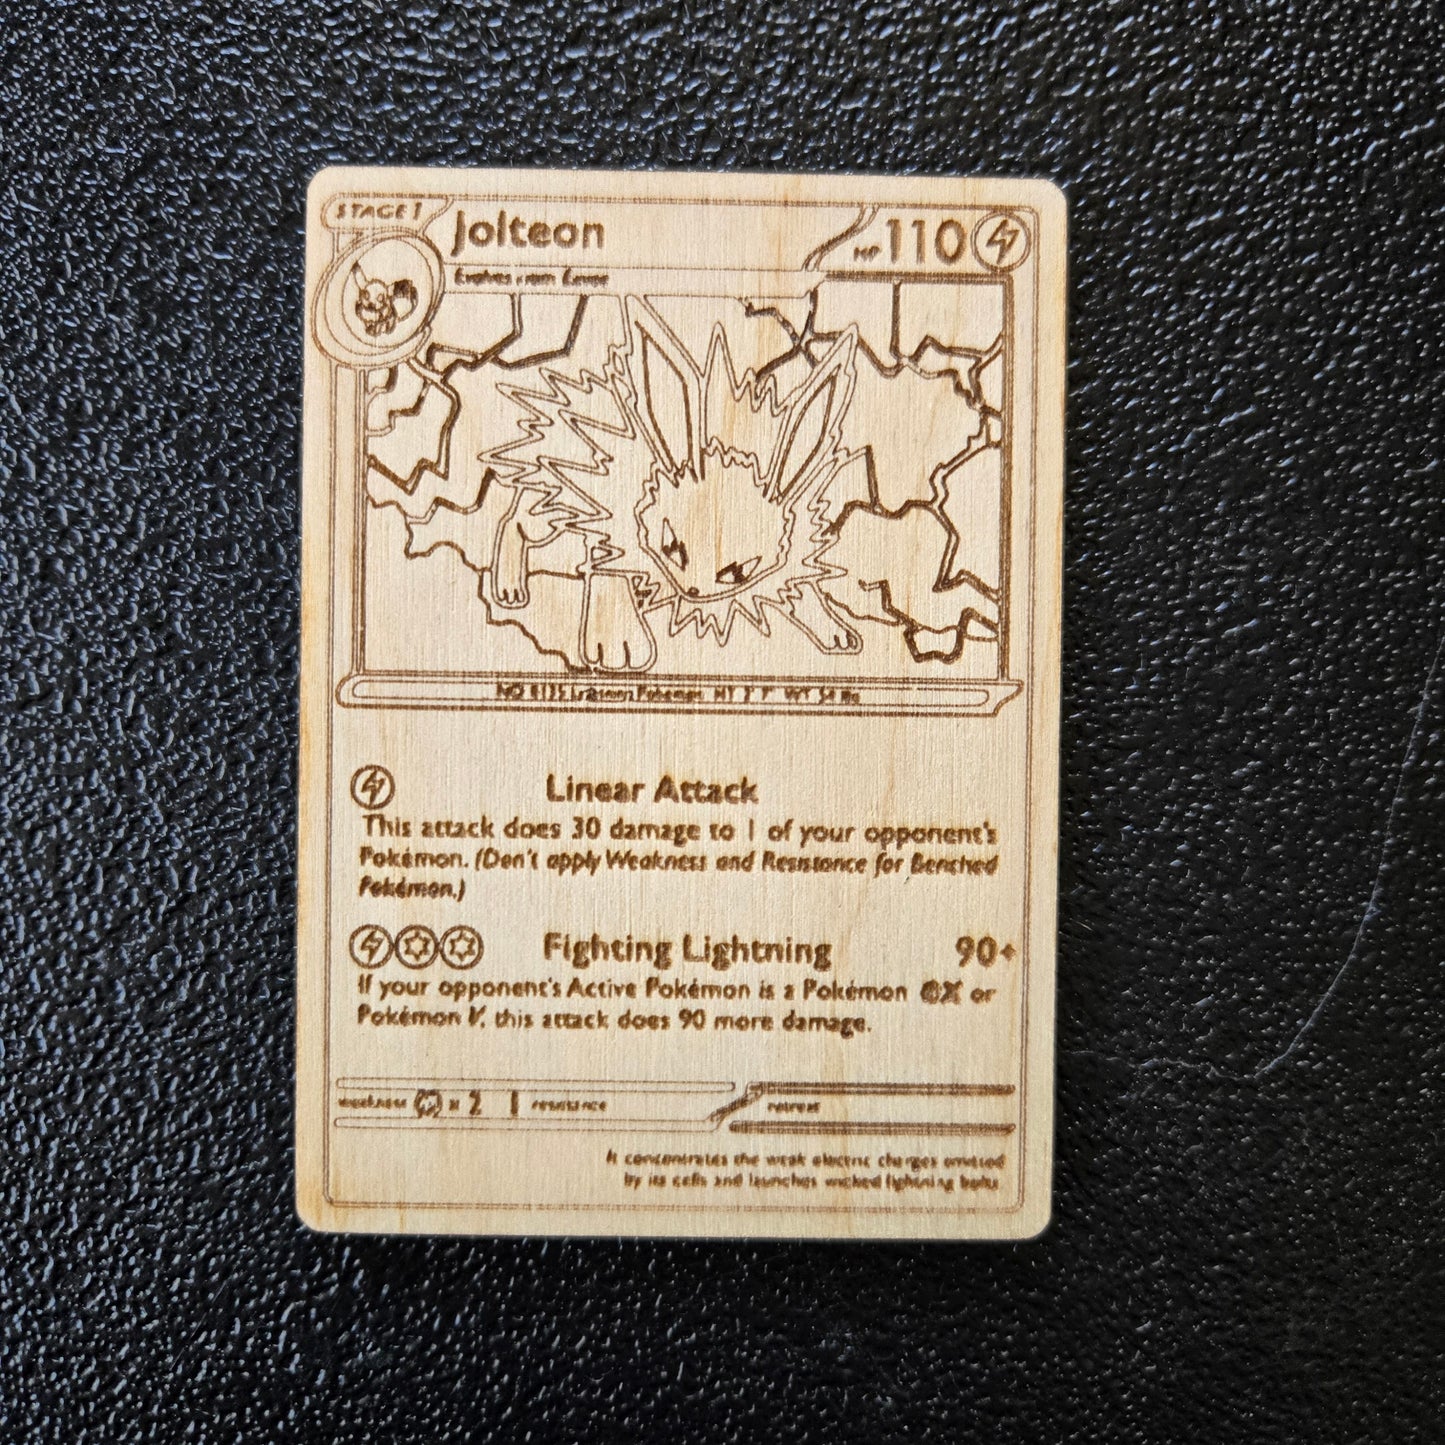 STAGE 1
Jolteon
HP 110
Evolves from Eevee
NO. 0135 Lightning Pokémon HT 2' 7" WT 54 lbs
Linear Attack
This attack does 30 damage to 1 of your opponent's
Pokémon. (Don't apply Weakness and Resistance for Benched
Pokémon.)
Fighting Lightning 90+
If your opponent's Active Pokémon is a Pokémon ex or
Pokémon V, this attack does 90 more damage.
weakness x 2 resistance
retreat
It concentrates the weak electric charges emitted
by its cells and launches wicked lightning bolts